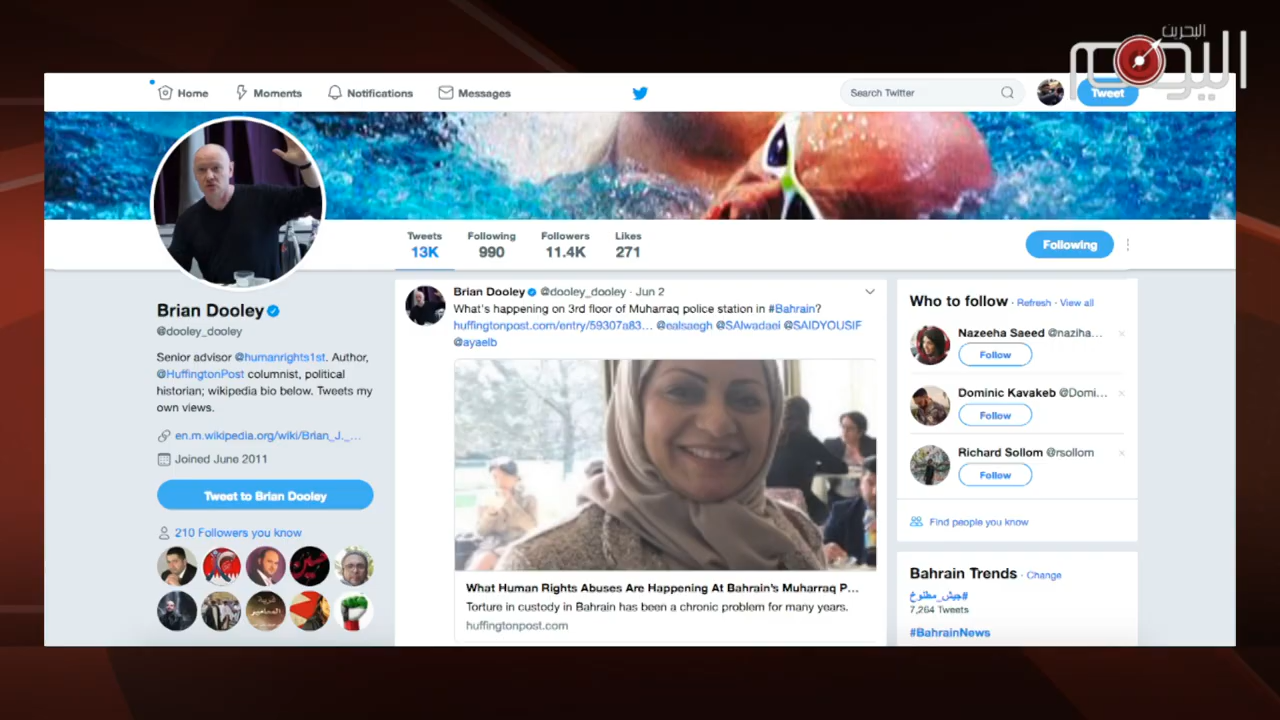 البحرين
اليوم
Home
Moments
Notifications
Messages
Search Twitter
Tweet
Tweets
13K
Following
990
Followers
11.4K
Likes
271
Following
Brian Dooley
@dooley_dooley
Senior advisor @humanrights1st. Author,
@HuffingtonPost columnist, political
historian; wikipedia bio below. Tweets my
own views.
en.m.wikipedia.org/wiki/Brian_J._...
Joined June 2011
Tweet to Brian Dooley
210 Followers you know
Brian Dooley @dooley_dooley · Jun 2
What's happening on 3rd floor of Muharraq police station in #Bahrain?
huffingtonpost.com/entry/59307a83... @ealsaegh @SAlwadaei @SAIDYOUSIF
@ayaelb
What Human Rights Abuses Are Happening At Bahrain's Muharraq P...
Torture in custody in Bahrain has been a chronic problem for many years.
huffingtonpost.com
Who to follow · Refresh · View all
Nazeeha Saeed @naziha...
Follow
Dominic Kavakeb @Domi...
Follow
Richard Sollom @rsollom
Follow
Find people you know
Bahrain Trends · Change
#جيش_مطنوخ
7,264 Tweets
#BahrainNews